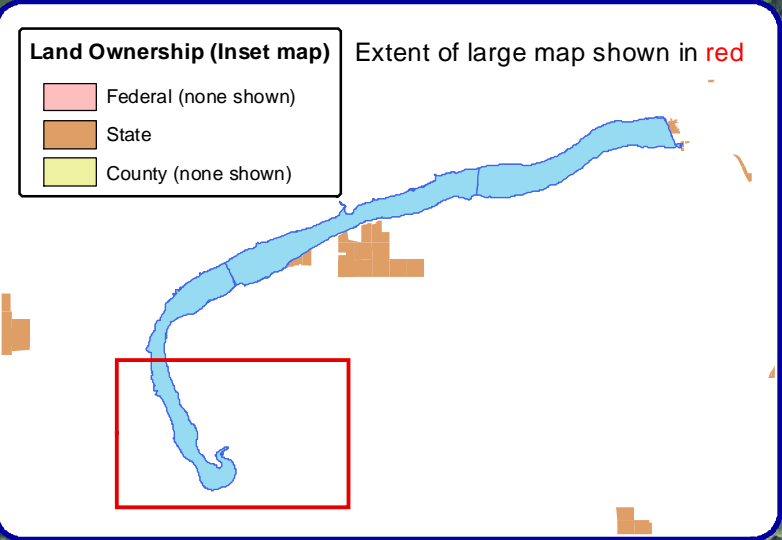 Land Ownership (Inset map)
Federal (none shown)
State
County (none shown)
Extent of large map shown in red